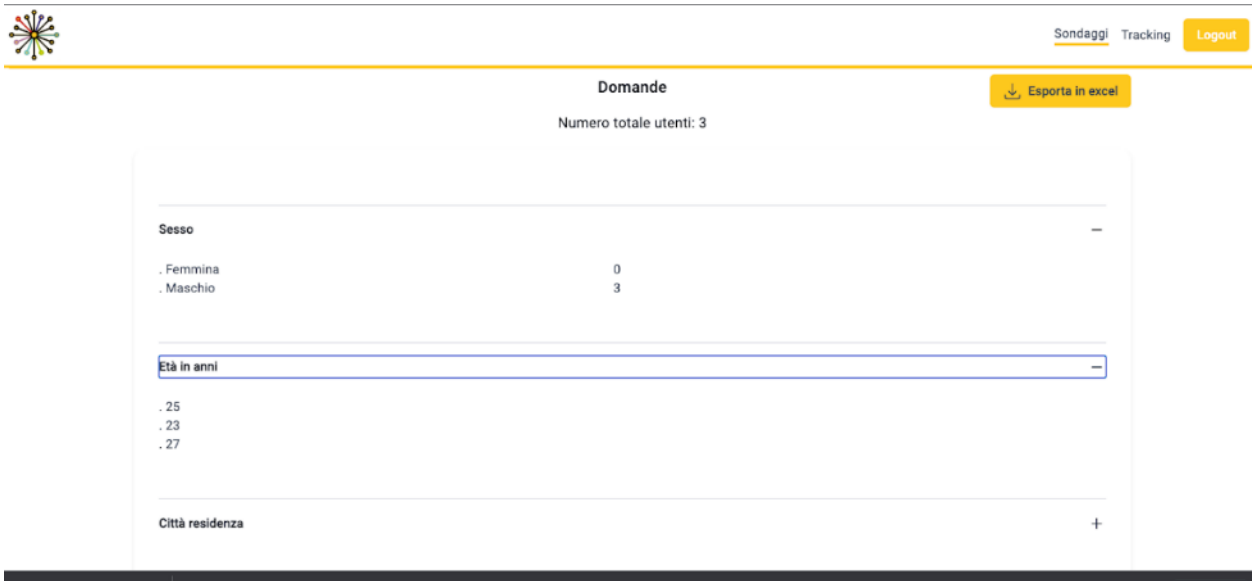 Sondaggi Tracking Logout
Domande
Esporta in excel
Numero totale utenti: 3
Sesso −
. Femmina 0
. Maschio 3
Età in anni −
. 25
. 23
. 27
Città residenza +